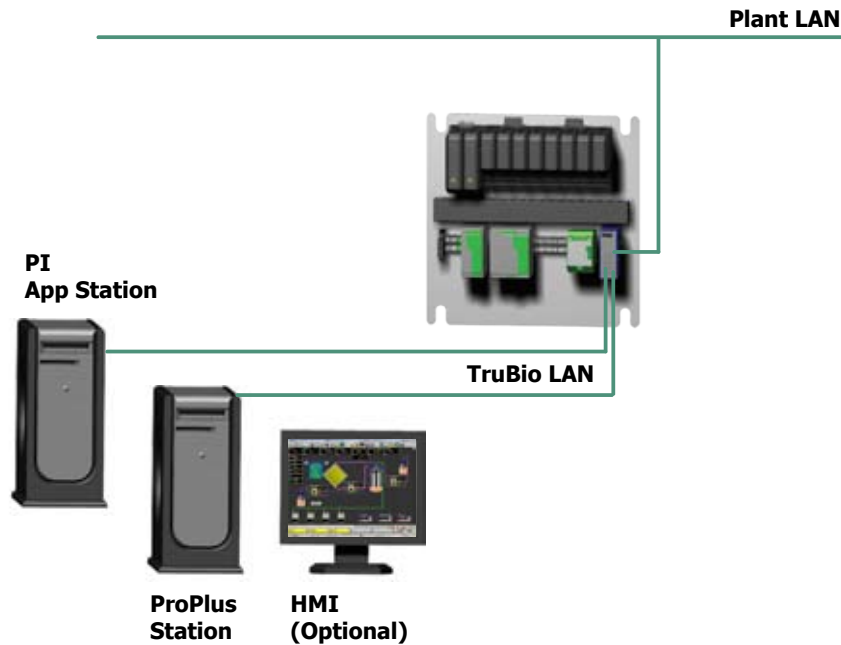 Plant LAN
PI
App Station
TruBio LAN
ProPlus
Station
HMI
(Optional)